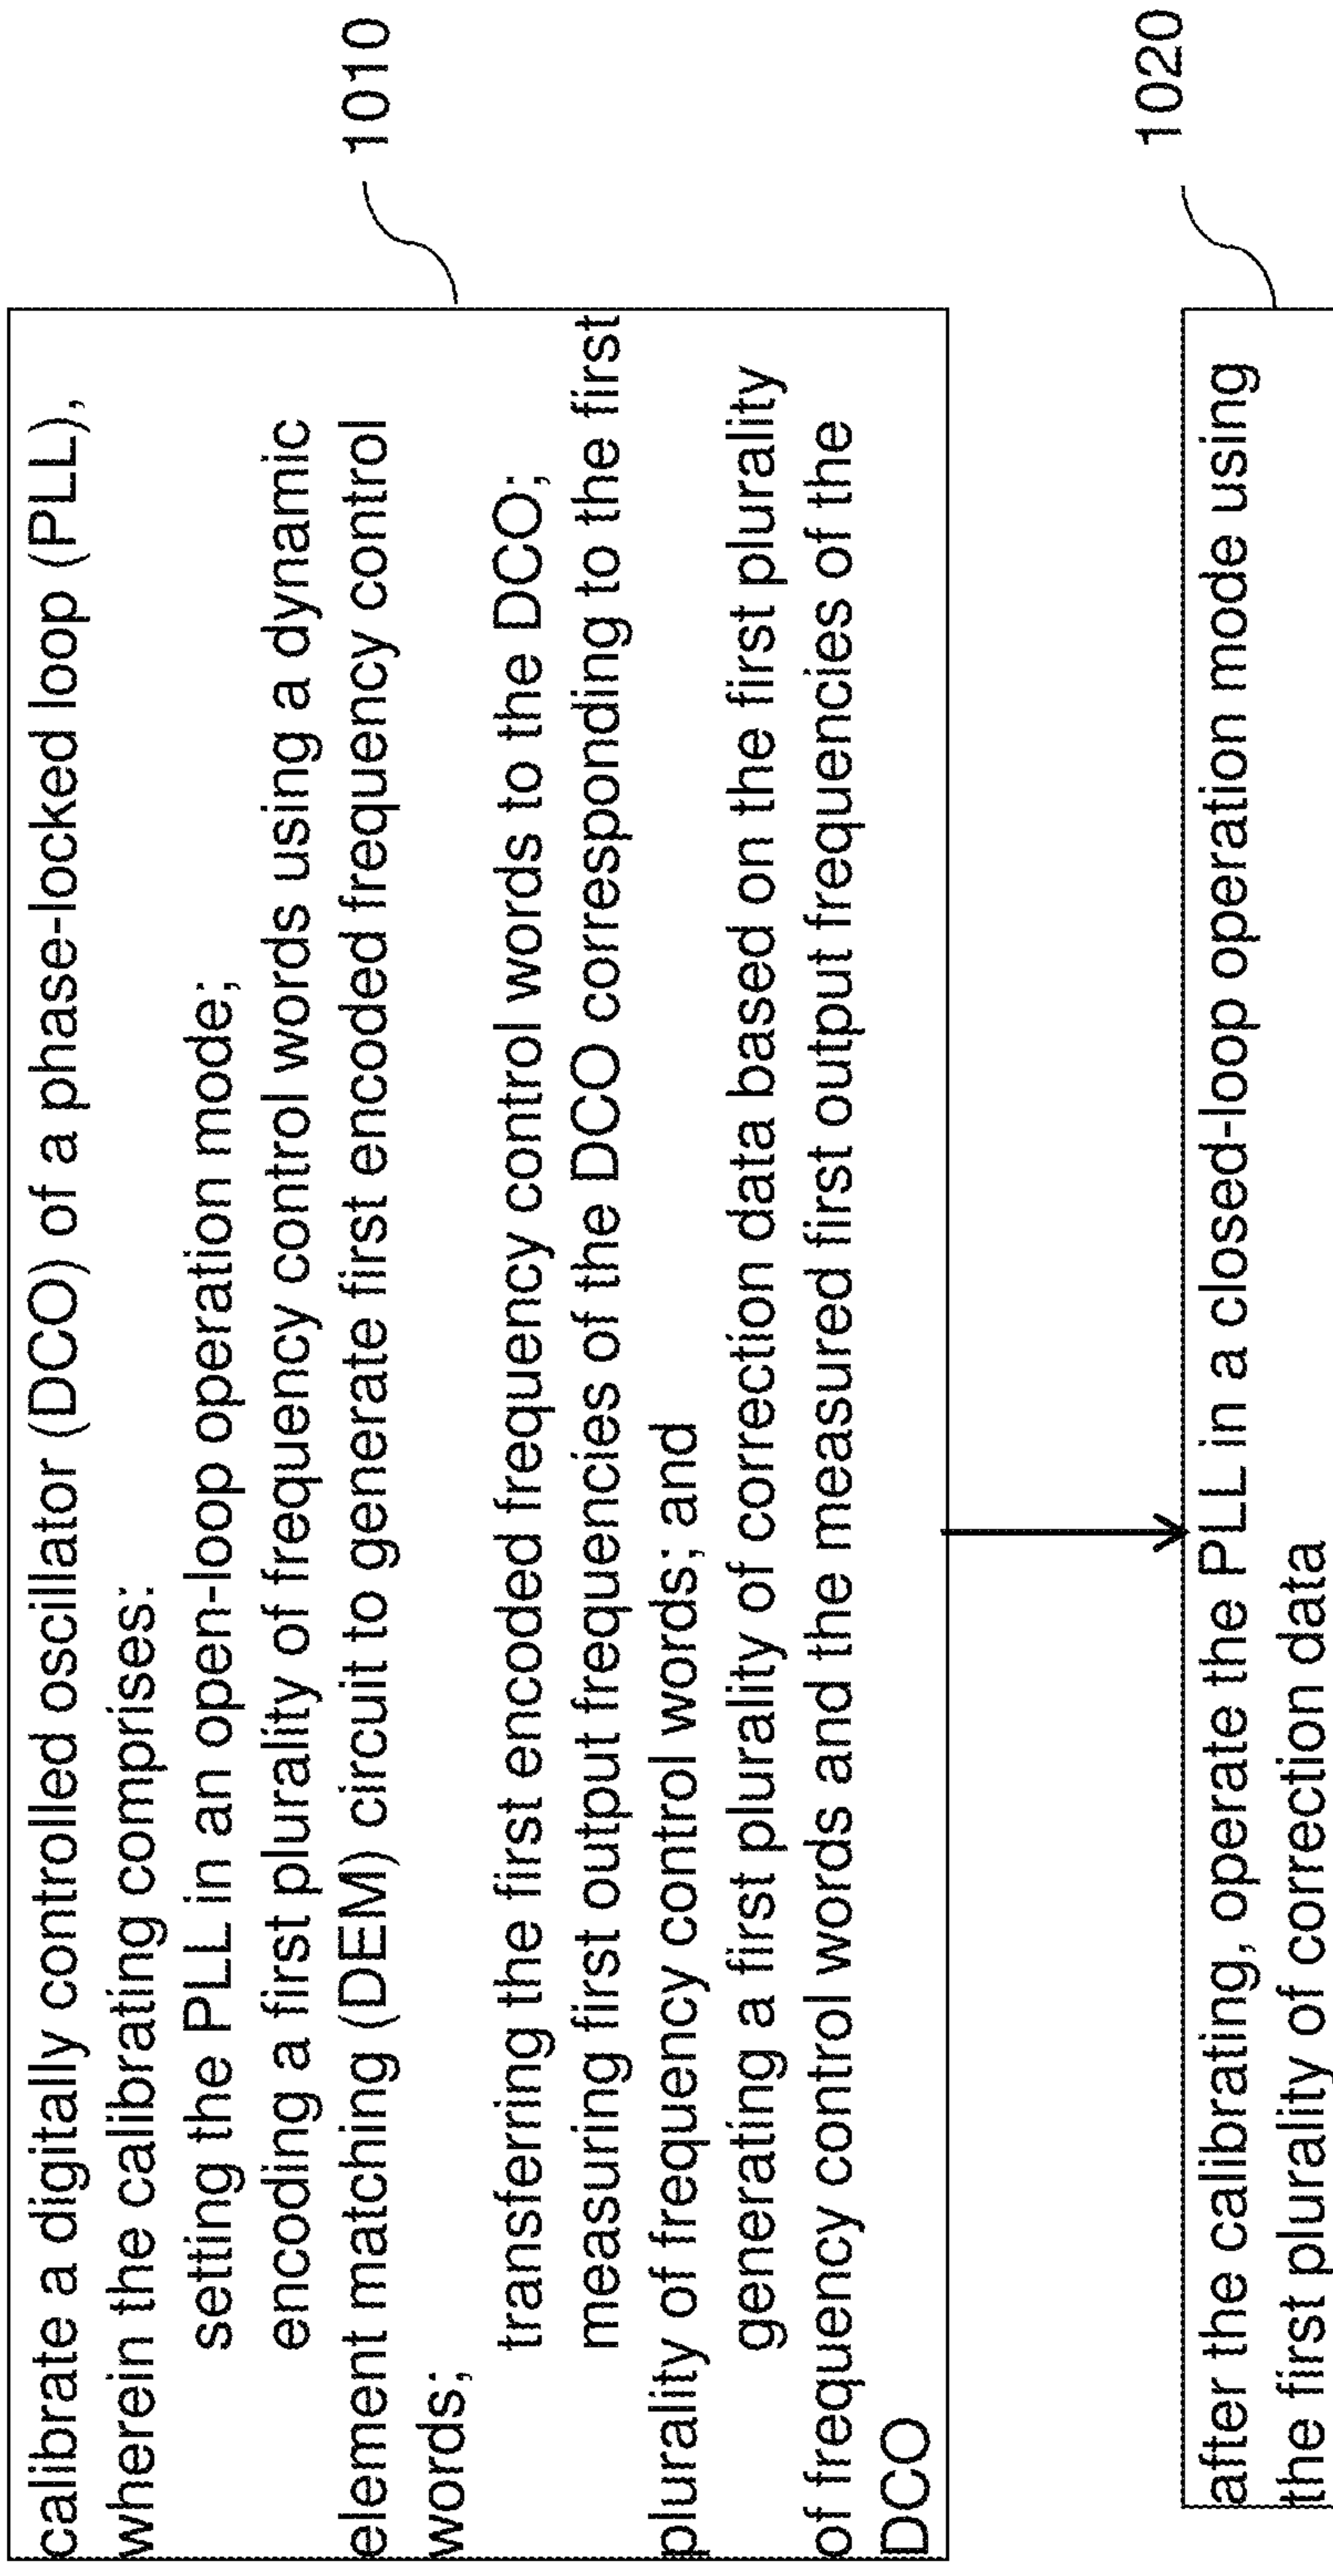 calibrate a digitally controlled oscillator (DCO) of a phase-locked loop (PLL),
wherein the calibrating comprises:
setting the PLL in an open-loop operation mode;
encoding a first plurality of frequency control words using a dynamic
element matching (DEM) circuit to generate first encoded frequency control
words;
transferring the first encoded frequency control words to the DCO;
measuring first output frequencies of the DCO corresponding to the first
plurality of frequency control words; and
generating a first plurality of correction data based on the first plurality
of frequency control words and the measured first output frequencies of the
DCO
1010
after the calibrating, operate the PLL in a closed-loop operation mode using
the first plurality of correction data
1020